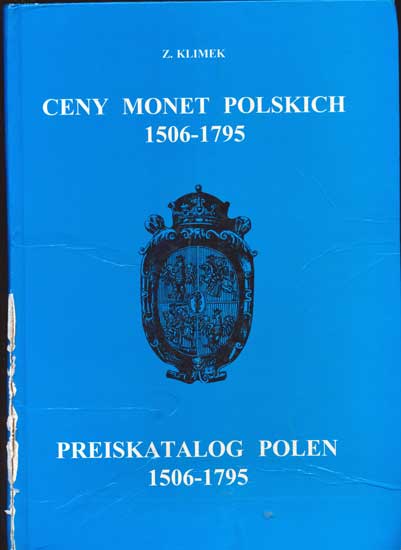 Z. KLIMEK
CENY MONET POLSKICH
1506-1795
PREISKATALOG POLEN
1506-1795